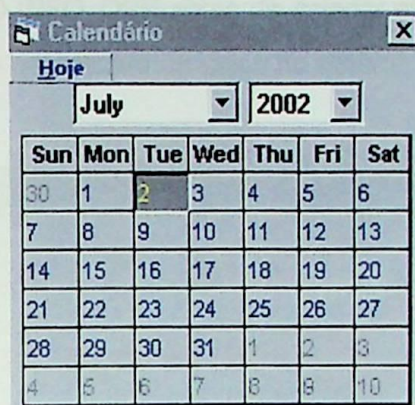 Calendário
Hoje
July 2002
Sun Mon Tue Wed Thu Fri Sat
30 1 2 3 4 5 6
7 8 9 10 11 12 13
14 15 16 17 18 19 20
21 22 23 24 25 26 27
28 29 30 31 1 2 3
4 5 6 7 8 9 10